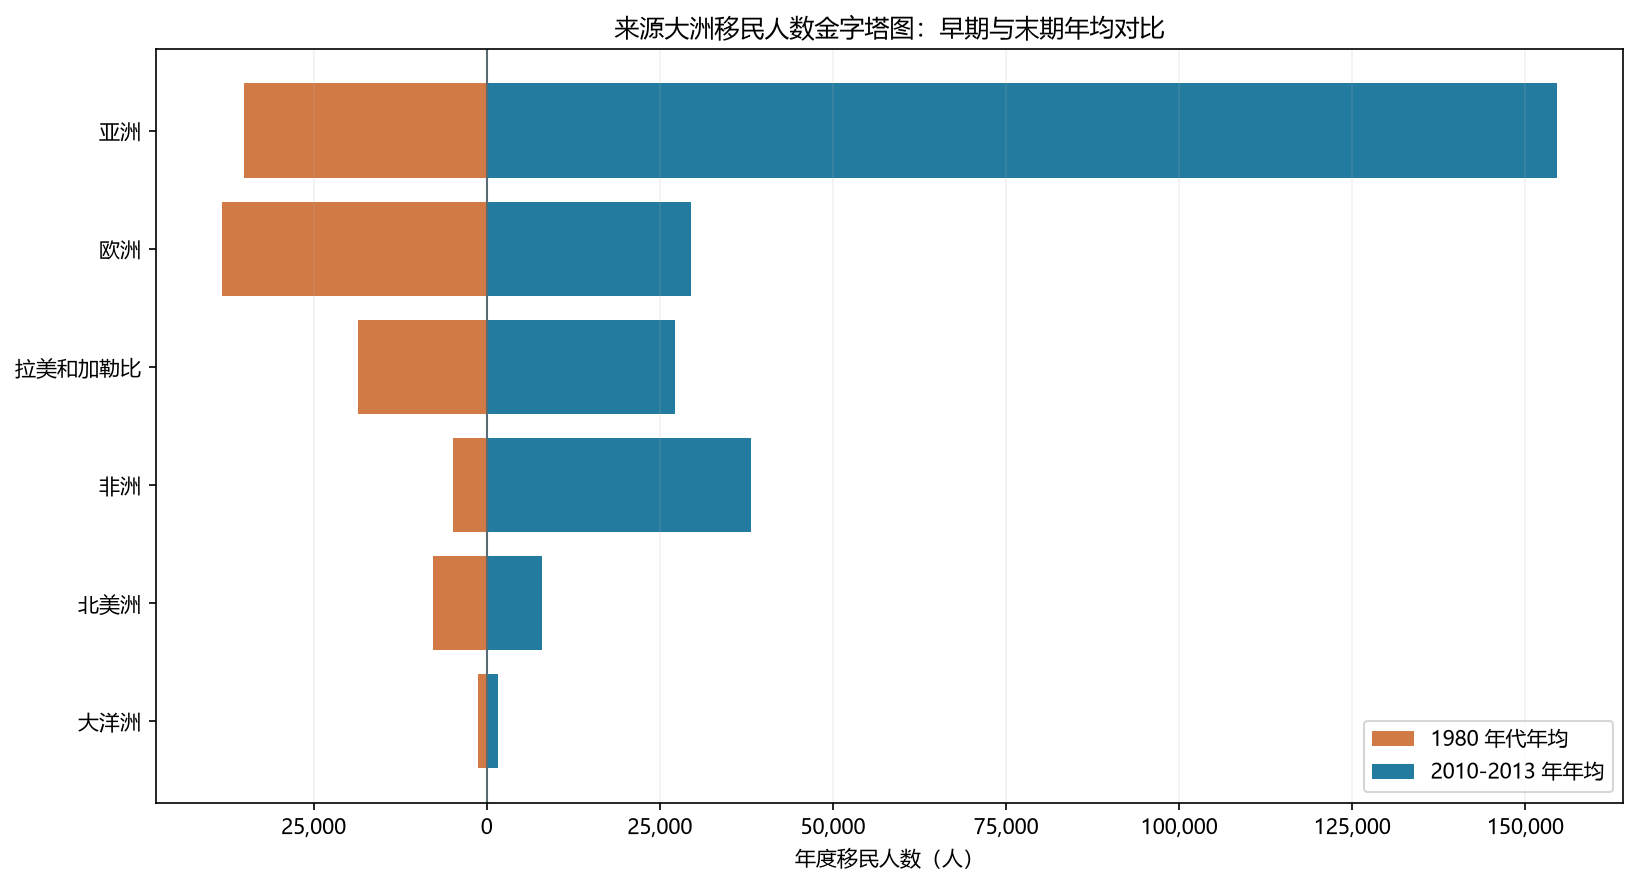 来源大洲移民人数金字塔图：早期与末期年均对比
亚洲
欧洲
拉美和加勒比
非洲
北美洲
大洋洲
1980 年代年均
2010-2013 年年均
25,000 0 25,000 50,000 75,000 100,000 125,000 150,000
年度移民人数（人）